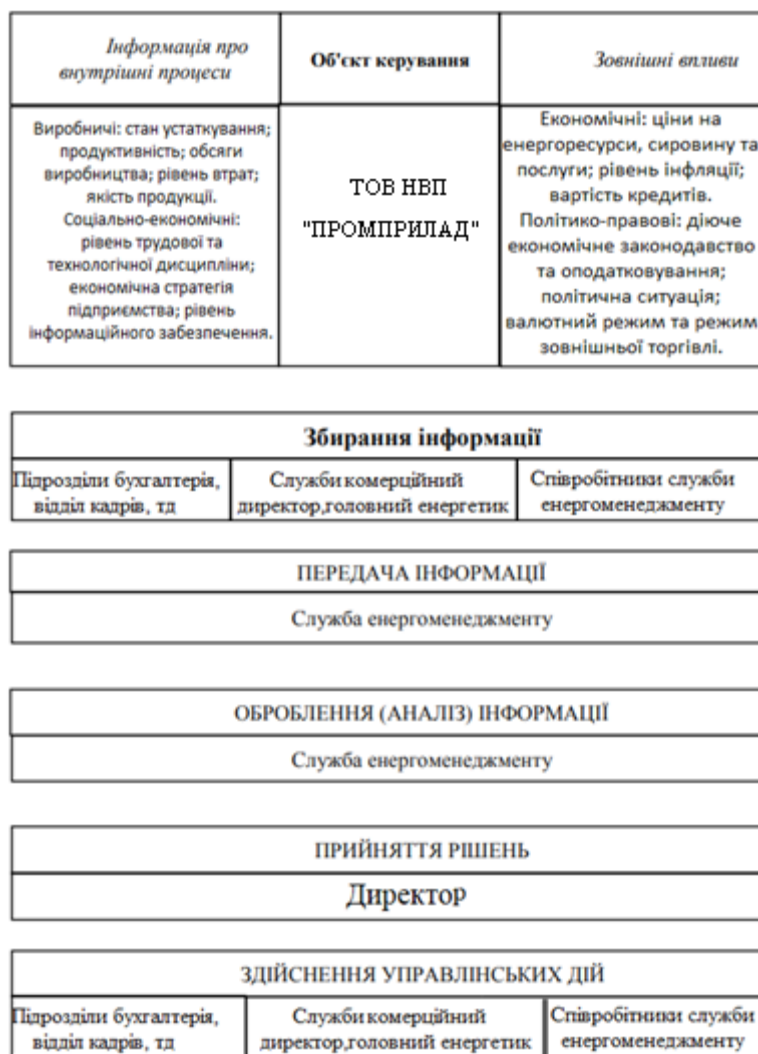 Інформація про
внутрішні процеси
Об'єкт керування
Зовнішні впливи
Виробничі: стан устаткування;
продуктивність; обсяги
виробництва; рівень втрат;
якість продукції.
Соціально-економічні:
рівень трудової та
технологічної дисципліни;
економічна стратегія
підприємства; рівень
інформаційного забезпечення.
ТОВ НВП
"ПРОМПРИЛАД"
Економічні: ціни на
енергоресурси, сировину та
послуги; рівень інфляції;
вартість кредитів.
Політико-правові: діюче
економічне законодавство
та оподатковування;
політична ситуація;
валютний режим та режим
зовнішньої торгівлі.
Збирання інформації
Підрозділи бухгалтерія,
відділ кадрів, тд
Служби комерційний
директор,головний енергетик
Співробітники служби
енергоменеджменту
ПЕРЕДАЧА ІНФОРМАЦІЇ
Служба енергоменеджменту
ОБРОБЛЕННЯ (АНАЛІЗ) ІНФОРМАЦІЇ
Служба енергоменеджменту
ПРИЙНЯТТЯ РІШЕНЬ
Директор
ЗДІЙСНЕННЯ УПРАВЛІНСЬКИХ ДІЙ
Підрозділи бухгалтерія,
відділ кадрів, тд
Служби комерційний
директор,головний енергетик
Співробітники служби
енергоменеджменту